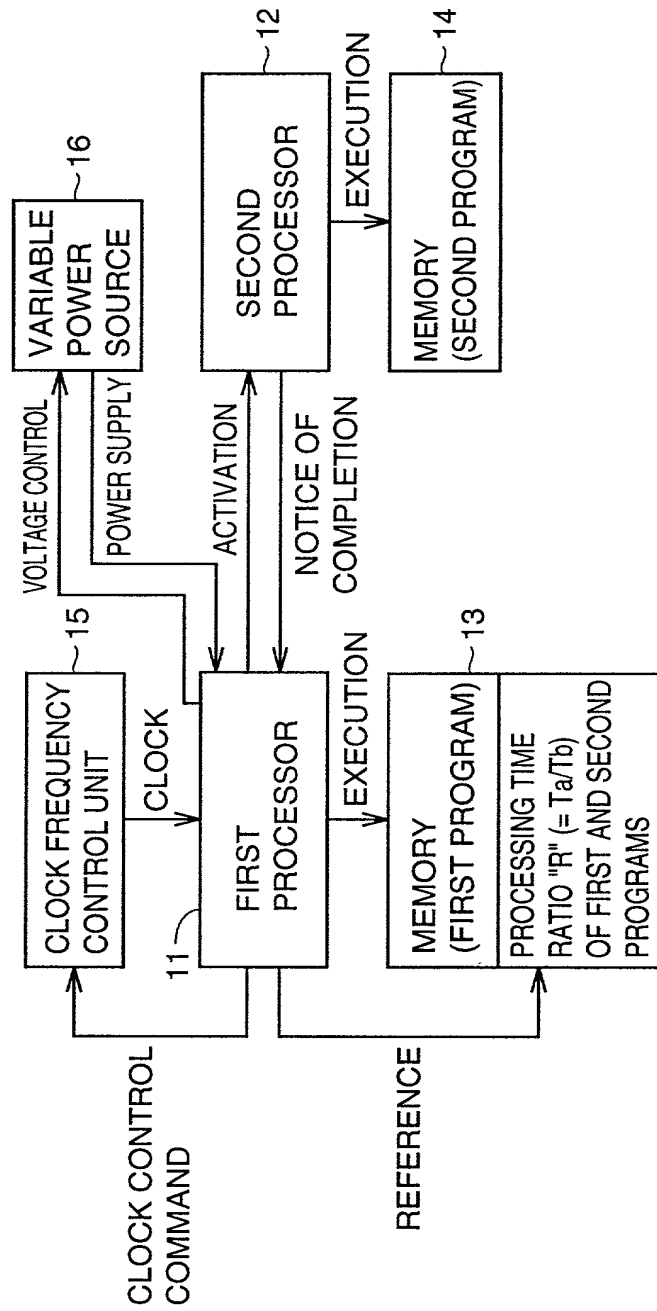 CLOCK CONTROL
COMMAND
CLOCK FREQUENCY
CONTROL UNIT
15
CLOCK
VOLTAGE CONTROL
POWER SUPPLY
VARIABLE
POWER
SOURCE
16
11
FIRST
PROCESSOR
ACTIVATION
NOTICE OF
COMPLETION
SECOND
PROCESSOR
12
EXECUTION
EXECUTION
REFERENCE
MEMORY
(FIRST PROGRAM)
13
PROCESSING TIME
RATIO "R" (= Ta/Tb)
OF FIRST AND SECOND
PROGRAMS
MEMORY
(SECOND PROGRAM)
14